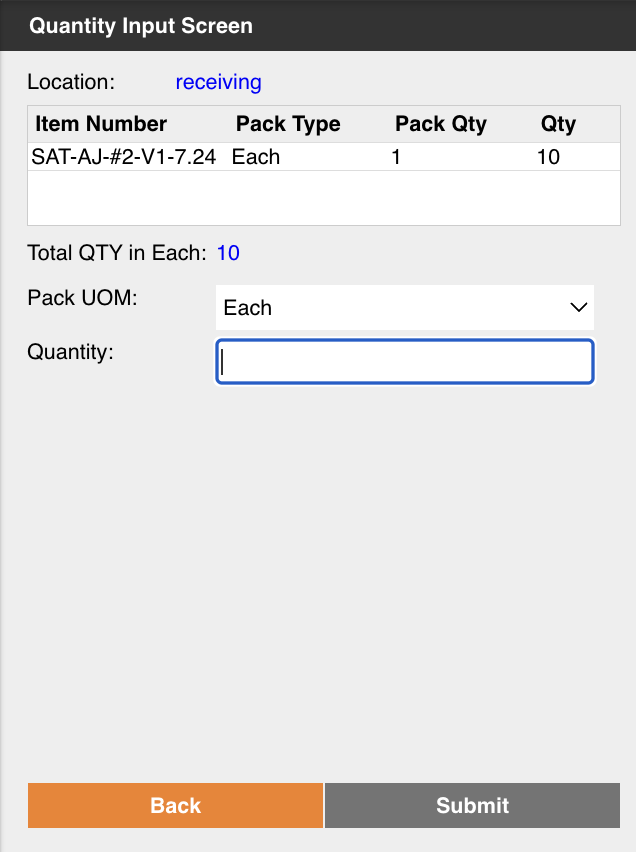 Quantity Input Screen
Location: receiving
Item Number Pack Type Pack Qty Qty
SAT-AJ-#2-V1-7.24 Each 1 10
Total QTY in Each: 10
Pack UOM: Each
Quantity:
Back Submit